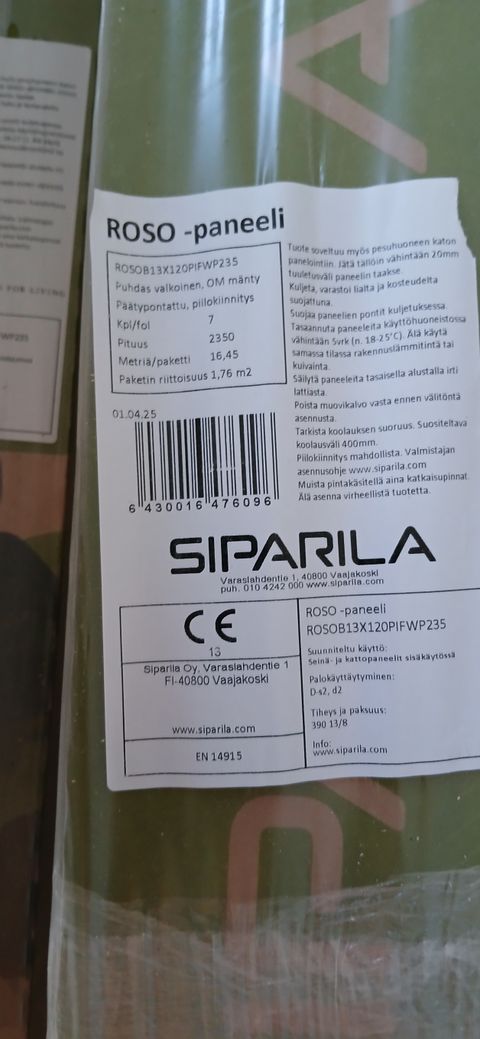 ROSO -paneeli
ROSOB13X120PIFWP235
Puhdas valkoinen, OM mänty
Päätypontattu, piilokiinnitys
Kpl/fol 7
Pituus 2350
Metriä/paketti 16,45
Paketin riittoisuus 1,76 m2
Tuote soveltuu myös pesuhuoneen katon
panelointiin. Jätä tällöin vähintään 20mm
tuuletusväli paneelin taakse.
Kuljeta, varastoi lialta ja kosteudelta
suojattuna.
Suojaa paneelien pontit kuljetuksessa.
Tasaannuta paneeleita käyttöhuoneistossa
vähintään 5vrk (n. 18-25°C). Älä käytä
samassa tilassa rakennuslämmitintä tai
kuivainta.
Säilytä paneeleita tasaisella alustalla irti
lattiasta.
Poista muovikalvo vasta ennen välitöntä
asennusta.
Tarkista koolauksen suoruus. Suositeltava
koolausväli 400mm.
Piilokiinnitys mahdollista. Valmistajan
asennusohje www.siparila.com
Muista pintakäsitellä aina katkaisupinnat.
Älä asenna virheellistä tuotetta.
01.04.25
6 430016 476096
SIPARILA
Varaslahdentie 1, 40800 Vaajakoski
puh. 010 4242 000 www.siparila.com
CE
13
Siparila Oy, Varaslahdentie 1
FI-40800 Vaajakoski
www.siparila.com
EN 14915
ROSO -paneeli
ROSOB13X120PIFWP235
Suunniteltu käyttö:
Seinä- ja kattopaneelit sisäkäytössä
Palokäyttäytyminen:
D-s2, d2
Tiheys ja paksuus:
390 13/8
Info:
www.siparila.com